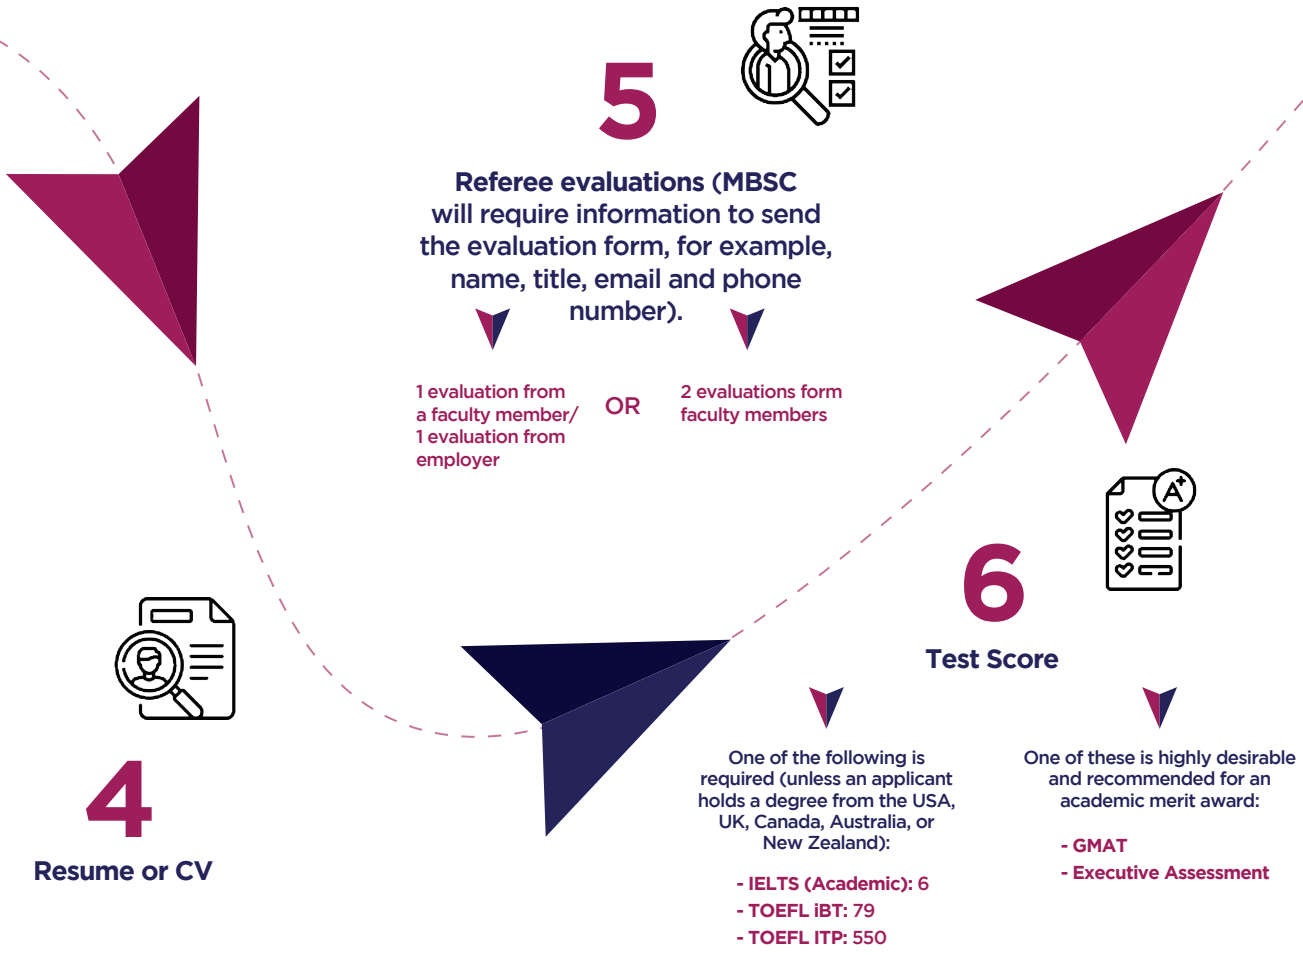 5
Referee evaluations (MBSC
will require information to send
the evaluation form, for example,
name, title, email and phone
number).
1 evaluation from
a faculty member/
1 evaluation from
employer
OR
2 evaluations form
faculty members
4
Resume or CV
6
A+
Test Score
One of the following is
required (unless an applicant
holds a degree from the USA,
UK, Canada, Australia, or
New Zealand):
- IELTS (Academic): 6
- TOEFL iBT: 79
- TOEFL ITP: 550
One of these is highly desirable
and recommended for an
academic merit award:
- GMAT
- Executive Assessment